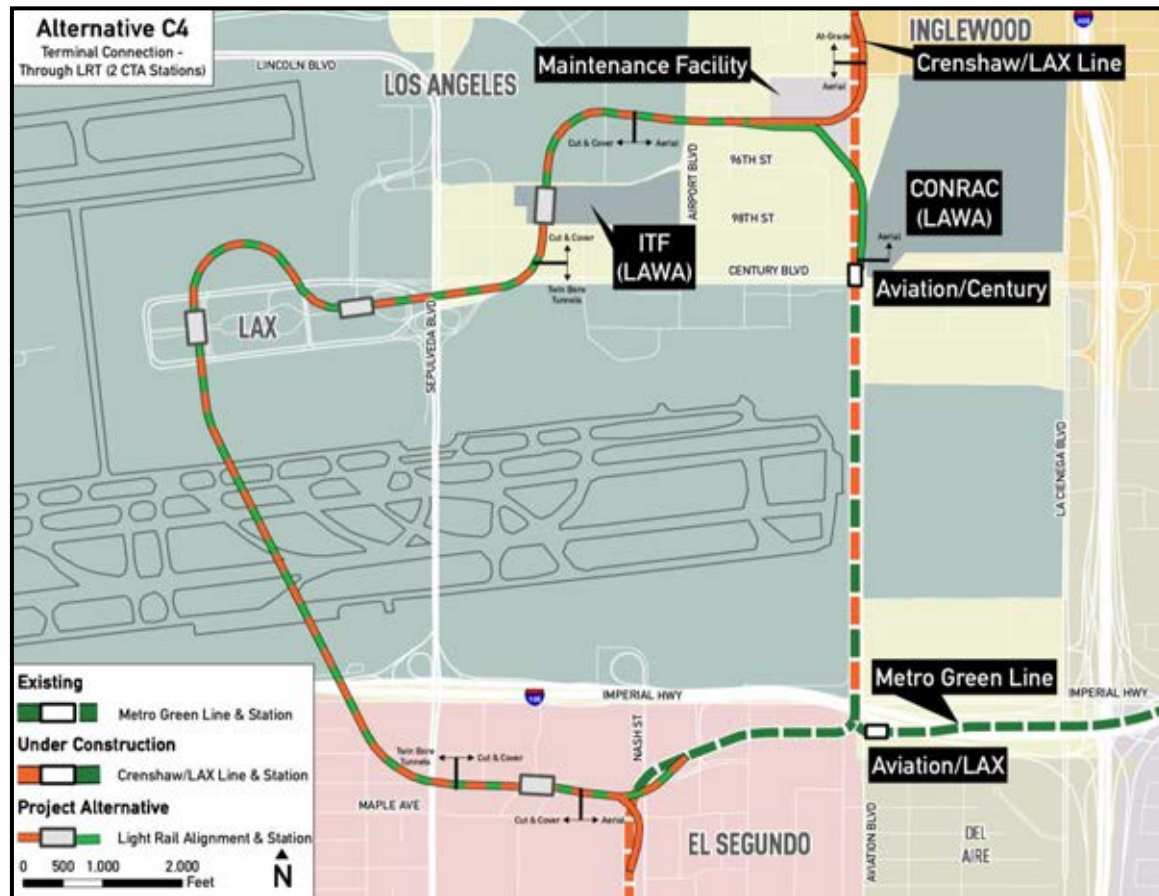 Alternative C4
Terminal Connection -
Through LRT (2 CTA Stations)
LINCOLN BLVD
LOS ANGELES
Maintenance Facility
At-Grade
Aerial
INGLEWOOD
Crenshaw/LAX Line
405
Cut & Cover
Aerial
96TH ST
AIRPORT BLVD
98TH ST
CONRAC
(LAWA)
ITF
(LAWA)
Cut & Cover
Twin Bore
Tunnels
CENTURY BLVD
Aerial
Aviation/Century
LAX
SEPULVEDA BLVD
LA CIENEGA BLVD
Existing
Metro Green Line & Station
Under Construction
Crenshaw/LAX Line & Station
Project Alternative
Light Rail Alignment & Station
0 500 1.000 2.000
Feet
N
IMPERIAL HWY
Metro Green Line
IMPERIAL HWY
NASH ST
Twin Bore
Tunnels
Cut & Cover
Aviation/LAX
MAPLE AVE
Cut & Cover
Aerial
EL SEGUNDO
AVIATION BLVD
DEL
AIRE